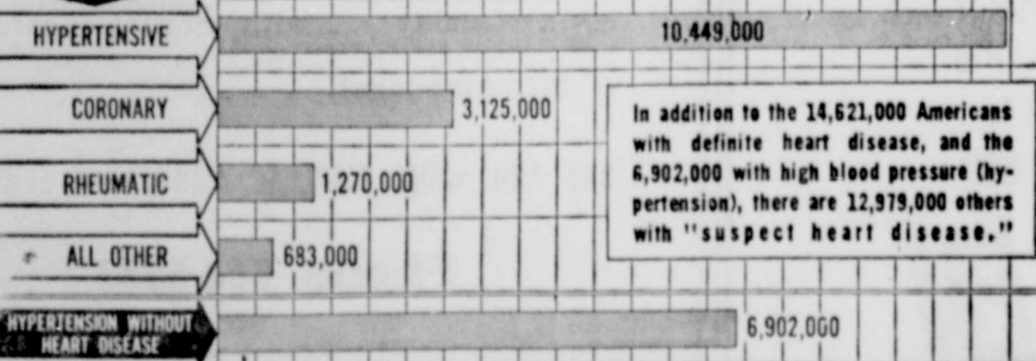 HYPERTENSIVE 10,449,000
CORONARY 3,125,000
RHEUMATIC 1,270,000
ALL OTHER 683,000
HYPERTENSION WITHOUT
HEART DISEASE 6,902,000
In addition to the 14,621,000 Americans
with definite heart disease, and the
6,902,000 with high blood pressure (hy-
pertension), there are 12,979,000 others
with "suspect heart disease."